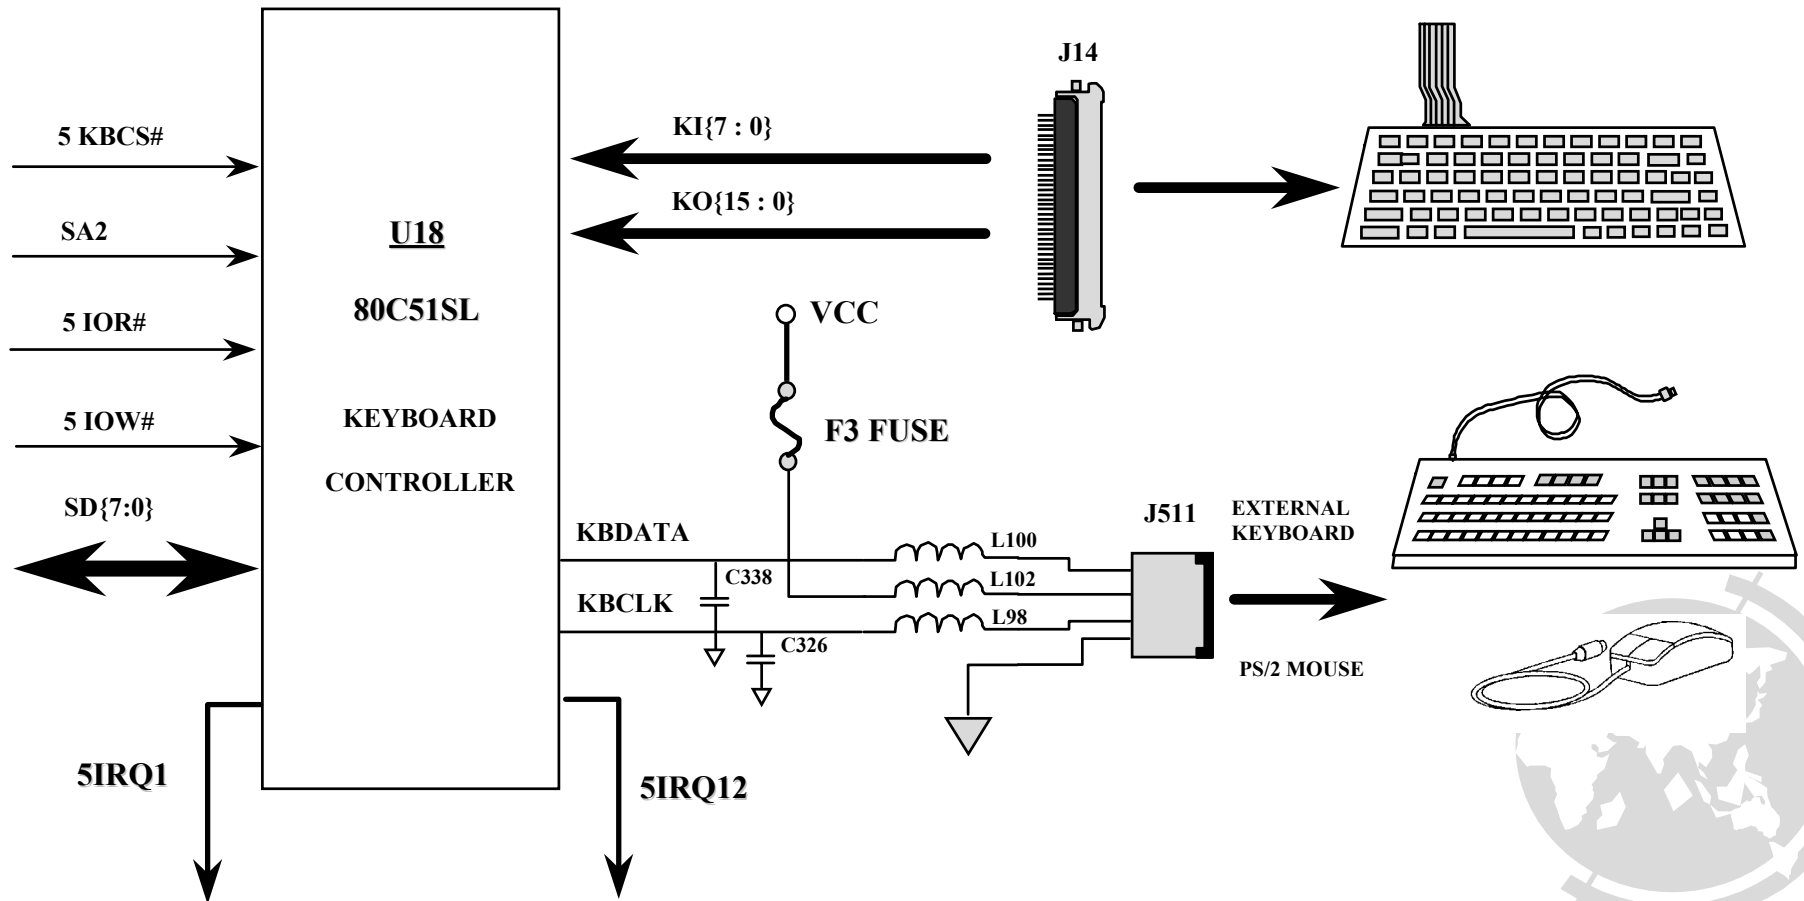 J14
5 KBCS#
KI{7 : 0}
KO{15 : 0}
SA2
U18
80C51SL
KEYBOARD
CONTROLLER
5 IOR#
5 IOW#
SD{7:0}
VCC
F3 FUSE
KBDATA
KBCLK
C338
C326
L100
L102
L98
J511
EXTERNAL
KEYBOARD
PS/2 MOUSE
5IRQ1
5IRQ12